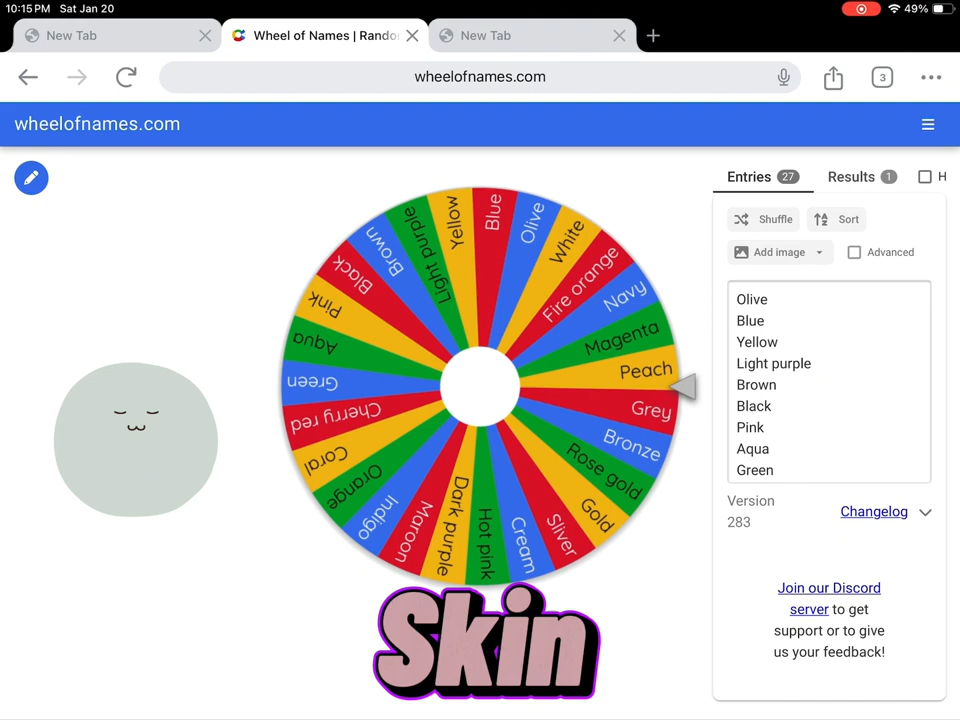 10:15 PM Sat Jan 20 49%
New Tab
Wheel of Names | Rando
New Tab
wheelofnames.com
3
wheelofnames.com
Entries 27
Results 1
H
Shuffle
Sort
Add image
Advanced
Olive
Blue
Yellow
Light purple
Brown
Black
Pink
Aqua
Green
Version
283
Changelog
Join our Discord
server to get
support or to give
us your feedback!
Blue
Olive
White
Fire orange
Navy
Magenta
Peach
Grey
Bronze
Rose gold
Gold
Sliver
Cream
Hot pink
Dark purple
Maroon
Indigo
Orange
Coral
Cherry red
Green
Aqua
Pink
Black
Brown
Light purple
Yellow
Skin